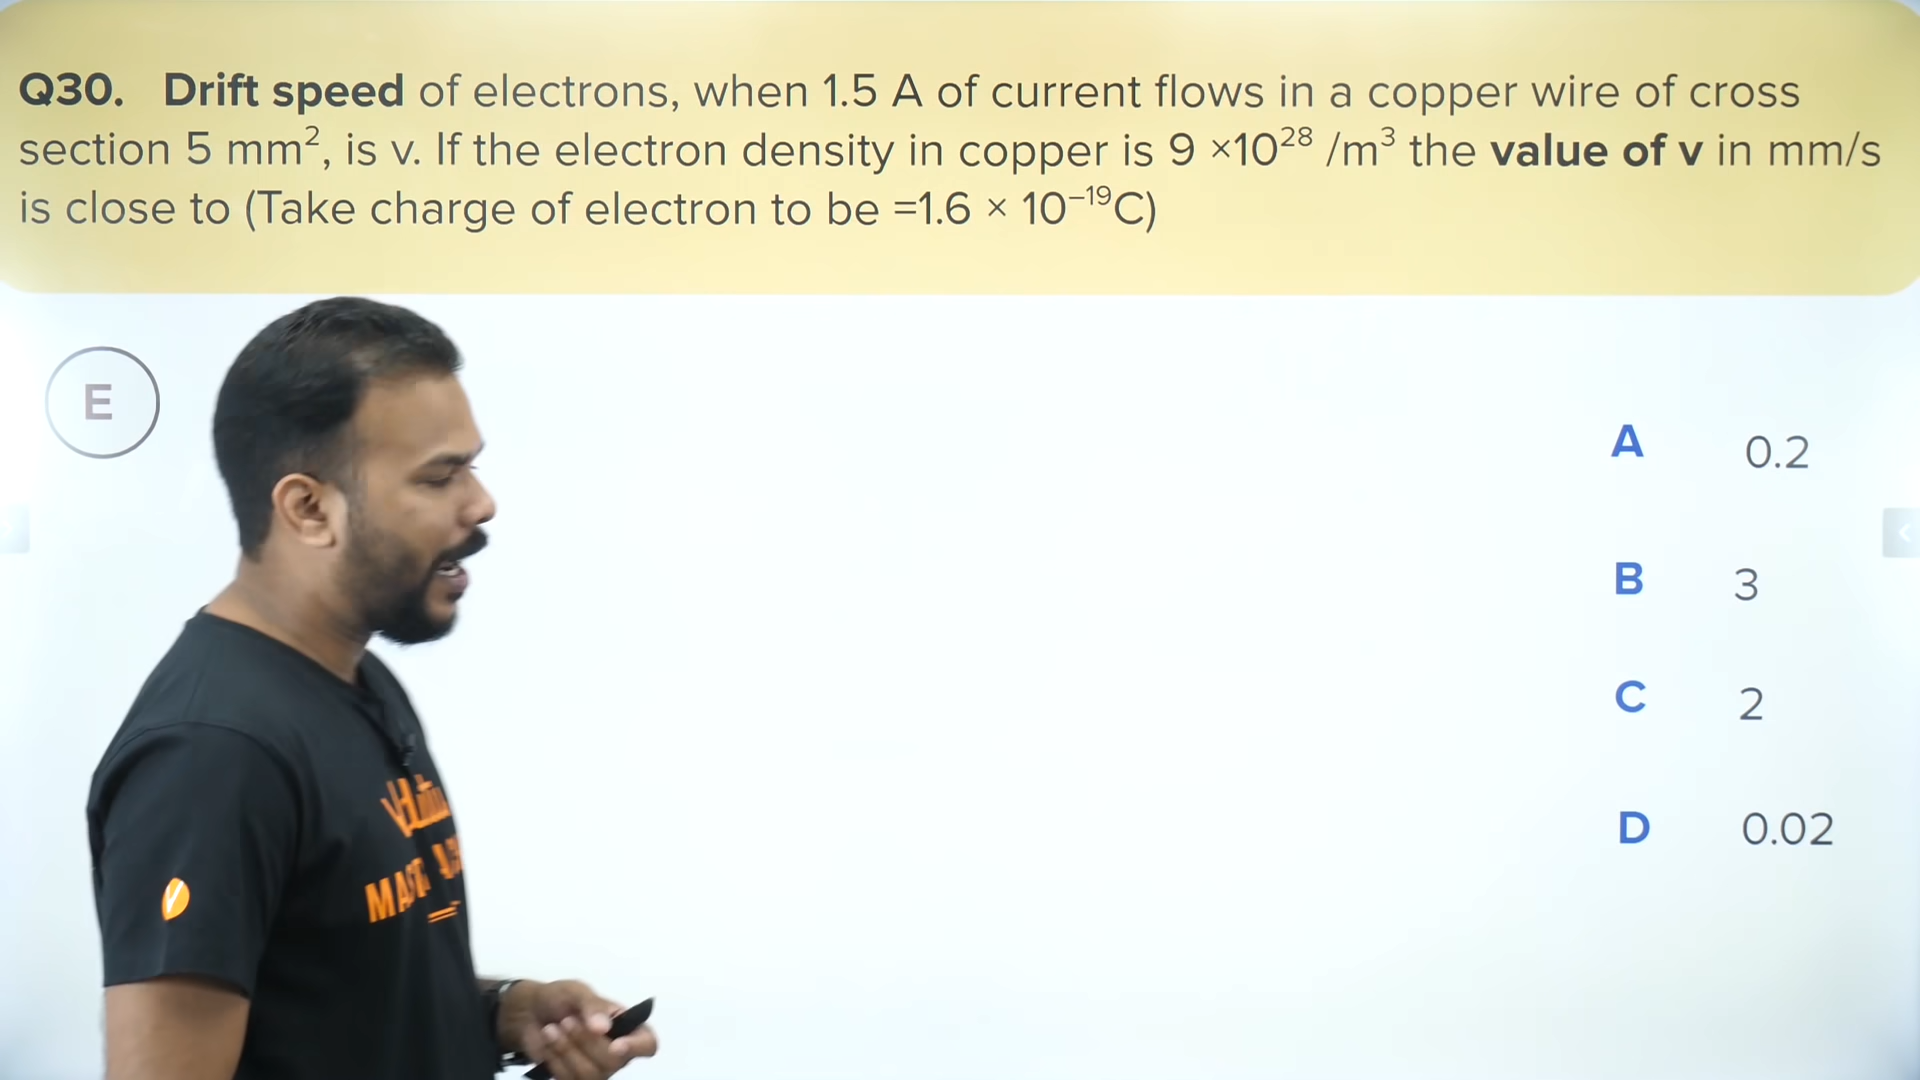 Q30. Drift speed of electrons, when 1.5 A of current flows in a copper wire of cross
section 5 mm², is v. If the electron density in copper is 9 ×10²⁸ /m³ the value of v in mm/s
is close to (Take charge of electron to be =1.6 × 10⁻¹⁹C)
E
A 0.2
B 3
C 2
D 0.02